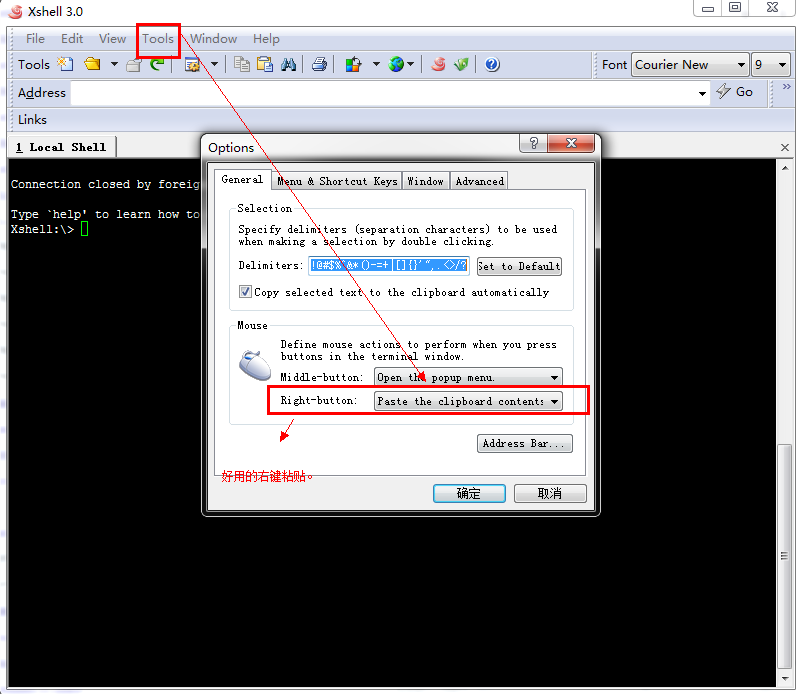 Xshell 3.0
File Edit View Tools Window Help
Tools Font Courier New 9
Address Go
Links
1 Local Shell
Connection closed by foreig
Type `help' to learn how to
Xshell:\>
Options
General Menu & Shortcut Keys Window Advanced
Selection
Specify delimiters (separation characters) to be used
when making a selection by double clicking.
Delimiters: Set to Default
Copy selected text to the clipboard automatically
Mouse
Define mouse actions to perform when you press
buttons in the terminal window.
Middle-button: Open the popup menu.
Right-button: Paste the clipboard contents
Address Bar...
好用的右键粘贴。
确定 取消